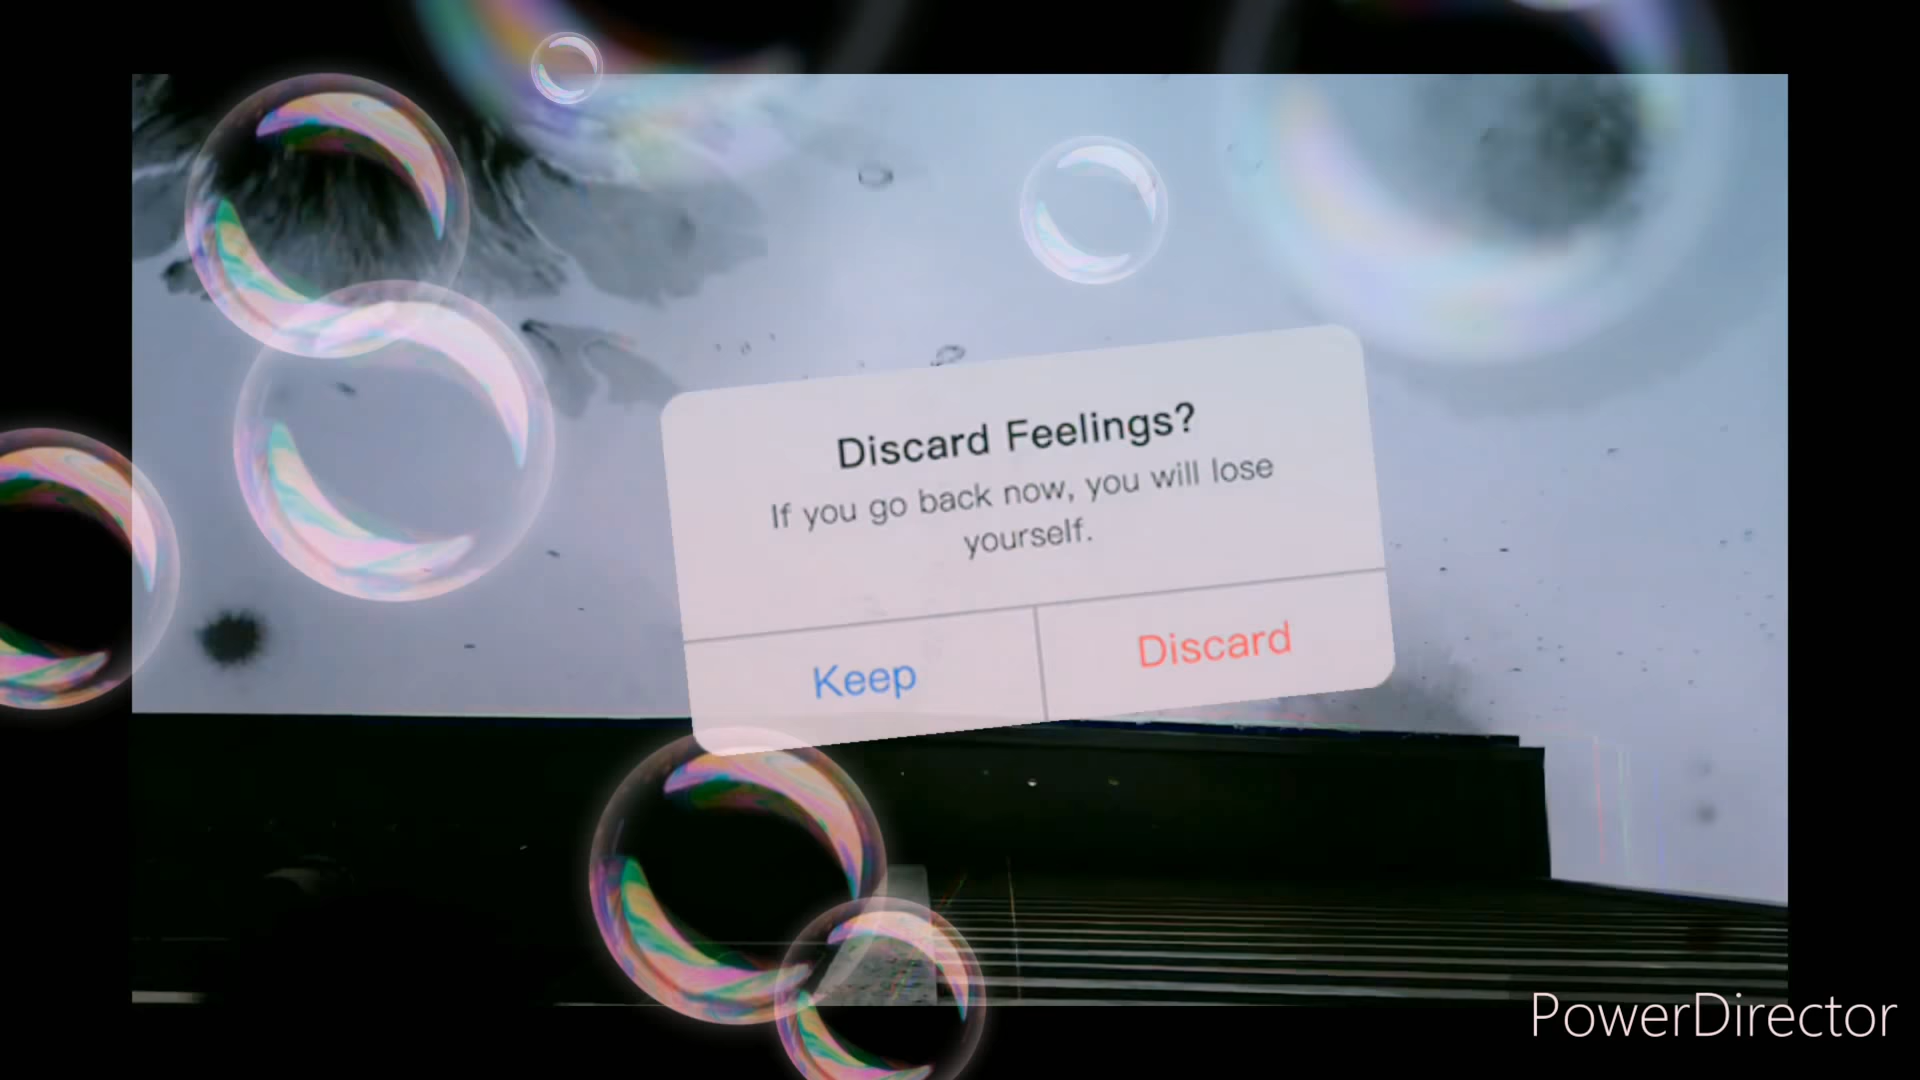 Discard Feelings?
If you go back now, you will lose
yourself.
Keep
Discard
PowerDirector